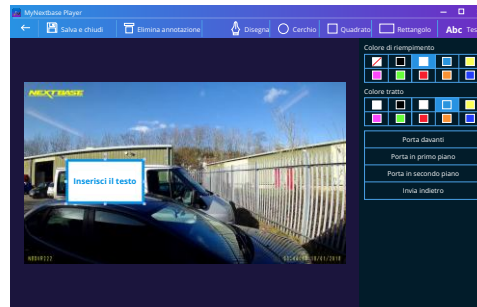 MyNextbase Player
Salva e chiudi
Elimina annotazione
Disegna
Cerchio
Quadrato
Rettangolo
Abc Tes
Colore di riempimento
Colore tratto
Porta davanti
Porta in primo piano
Porta in secondo piano
Invia indietro
NEXTBASE
Inserisci il testo